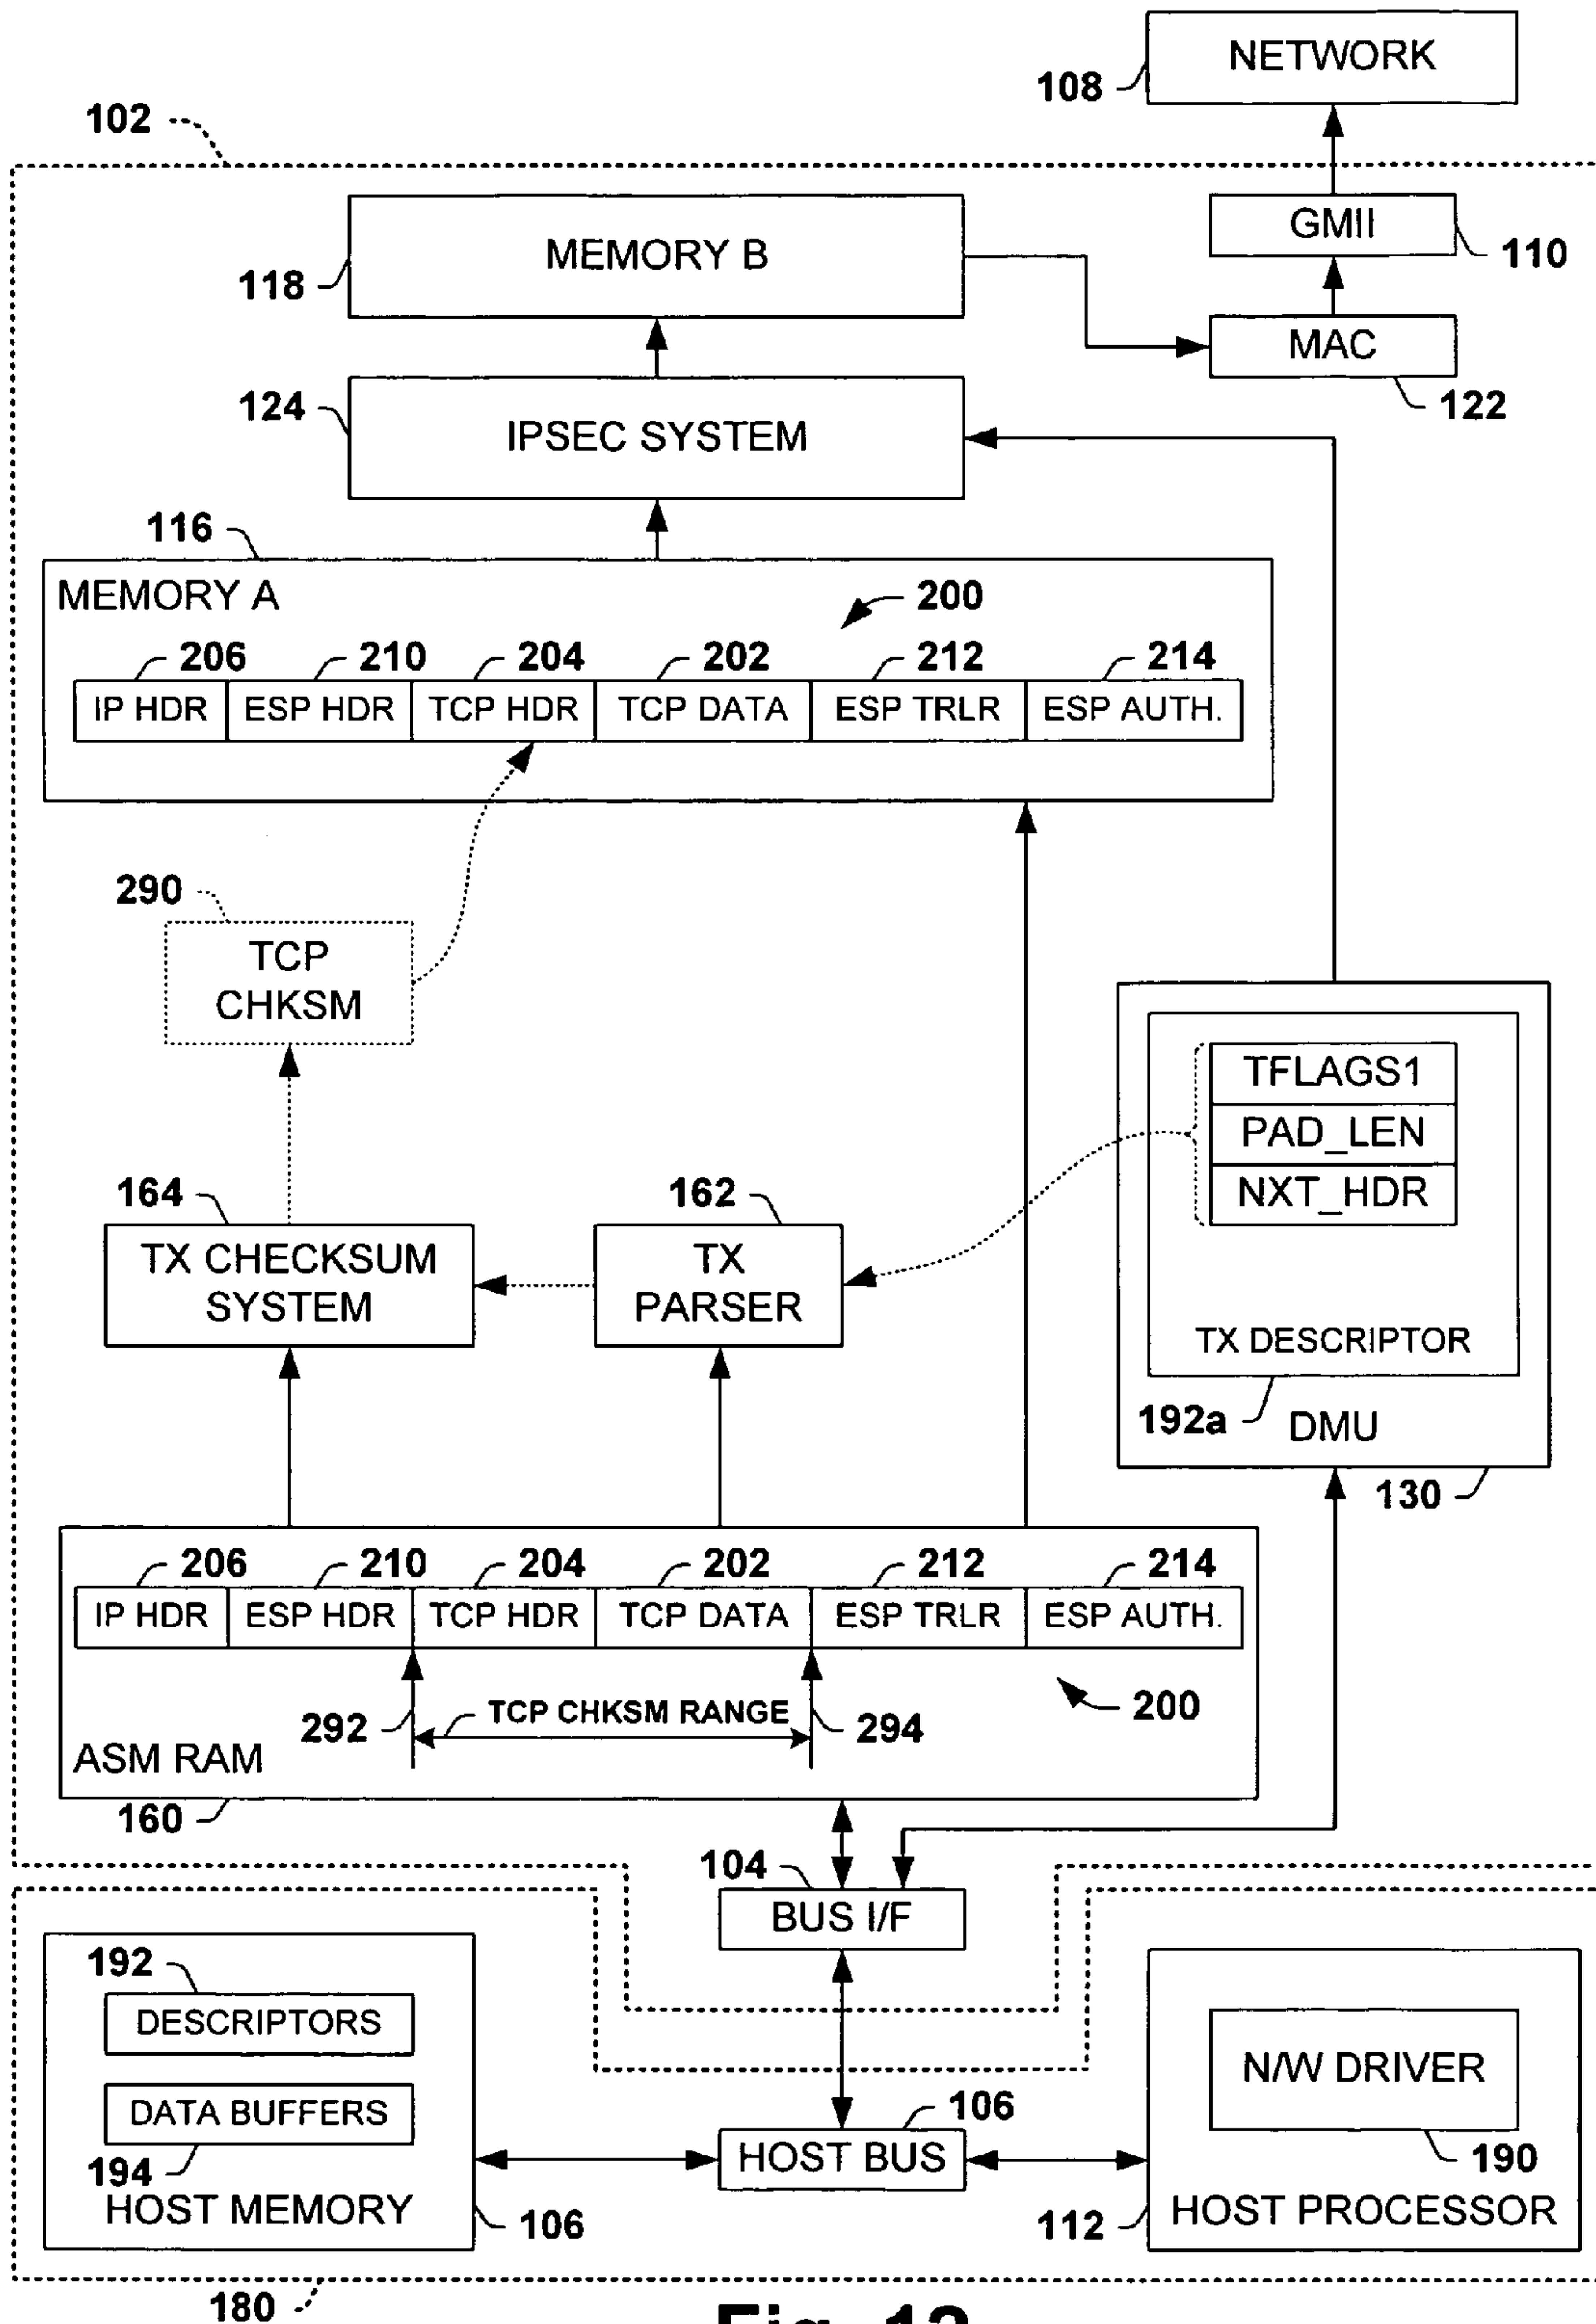 NETWORK
108
102
GMII
110
MEMORY B
118
MAC
122
124
IPSEC SYSTEM
116
MEMORY A
200
206 210 204 202 212 214
IP HDR ESP HDR TCP HDR TCP DATA ESP TRLR ESP AUTH.
290
TCP
CHKSM
TFLAGS1
PAD_LEN
NXT_HDR
164
162
TX CHECKSUM
SYSTEM
TX
PARSER
TX DESCRIPTOR
192a
DMU
130
206 210 204 202 212 214
IP HDR ESP HDR TCP HDR TCP DATA ESP TRLR ESP AUTH.
292
TCP CHKSM RANGE
294
200
ASM RAM
160
104
BUS I/F
192
DESCRIPTORS
DATA BUFFERS
194
HOST MEMORY
106
106
HOST BUS
N/W DRIVER
190
112
HOST PROCESSOR
180